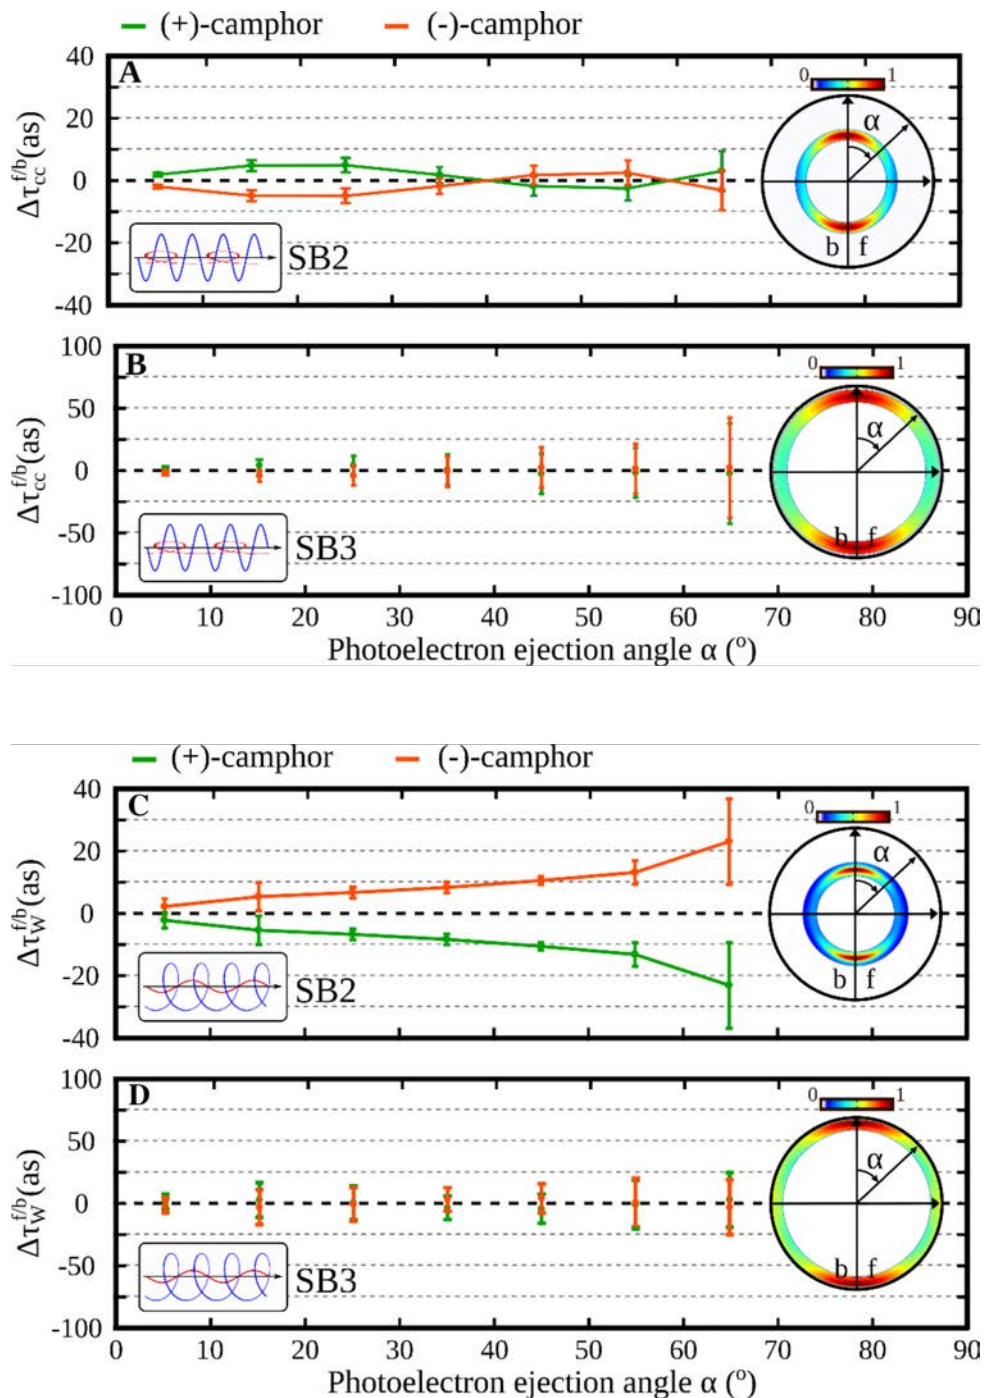 (+)-camphor (-)-camphor
A
40
20
0
-20
-40
Δτcc^f/b(as)
SB2
0 1
α
b f
B
100
50
0
-50
-100
Δτcc^f/b(as)
SB3
0 1
α
b f
0 10 20 30 40 50 60 70 80 90
Photoelectron ejection angle α (°)
(+)-camphor (-)-camphor
C
40
20
0
-20
-40
ΔτW^f/b(as)
SB2
0 1
α
b f
D
100
50
0
-50
-100
ΔτW^f/b(as)
SB3
0 1
α
b f
0 10 20 30 40 50 60 70 80 90
Photoelectron ejection angle α (°)